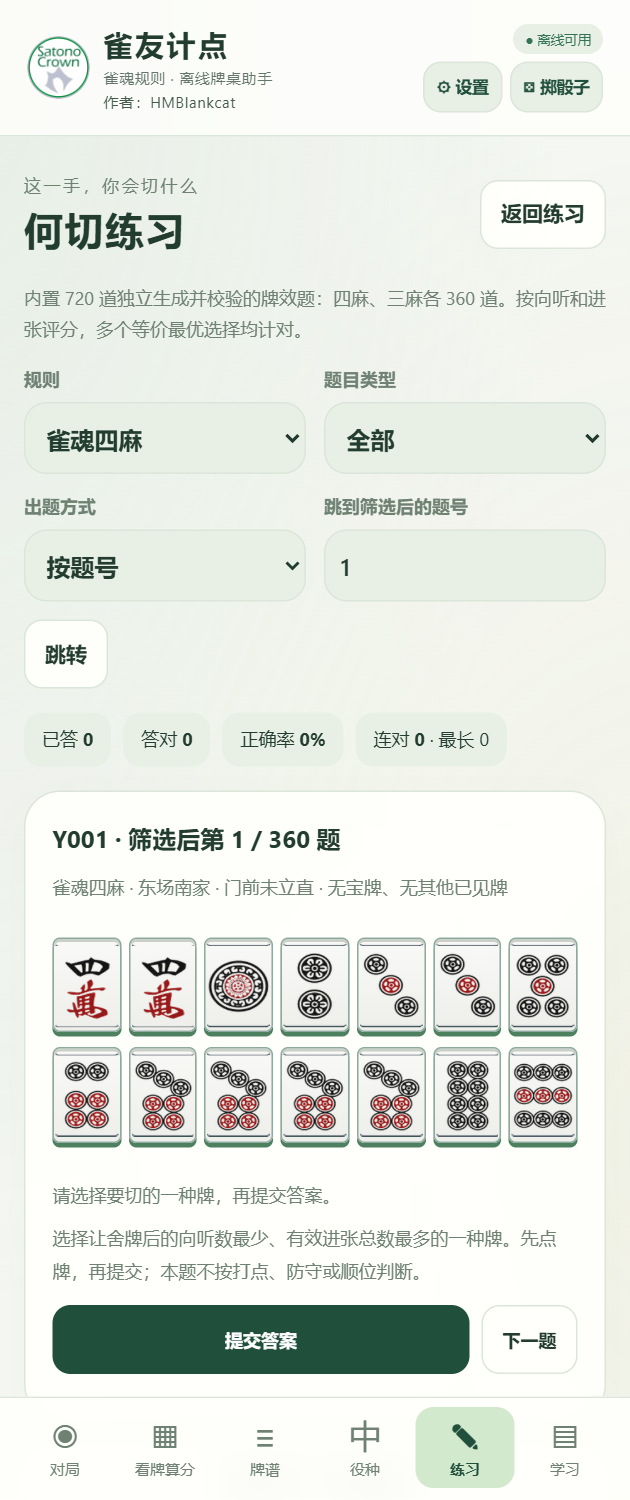 Satono
Crown
雀友计点
雀魂规则 · 离线牌桌助手
作者：HMBlankcat
● 离线可用
⚙ 设置
⚄ 掷骰子
这一手，你会切什么
何切练习
返回练习
内置 720 道独立生成并校验的牌效题：四麻、三麻各 360 道。按向听和进
张评分，多个等价最优选择均计对。
规则
题目类型
雀魂四麻
全部
出题方式
跳到筛选后的题号
按题号
1
跳转
已答 0
答对 0
正确率 0%
连对 0 · 最长 0
Y001 · 筛选后第 1 / 360 题
雀魂四麻 · 东场南家 · 门前未立直 · 无宝牌、无其他已见牌
四萬
四萬
请选择要切的一种牌，再提交答案。
选择让舍牌后的向听数最少、有效进张总数最多的一种牌。先点
牌，再提交；本题不按打点、防守或顺位判断。
提交答案
下一题
对局
看牌算分
牌谱
中
役种
练习
学习